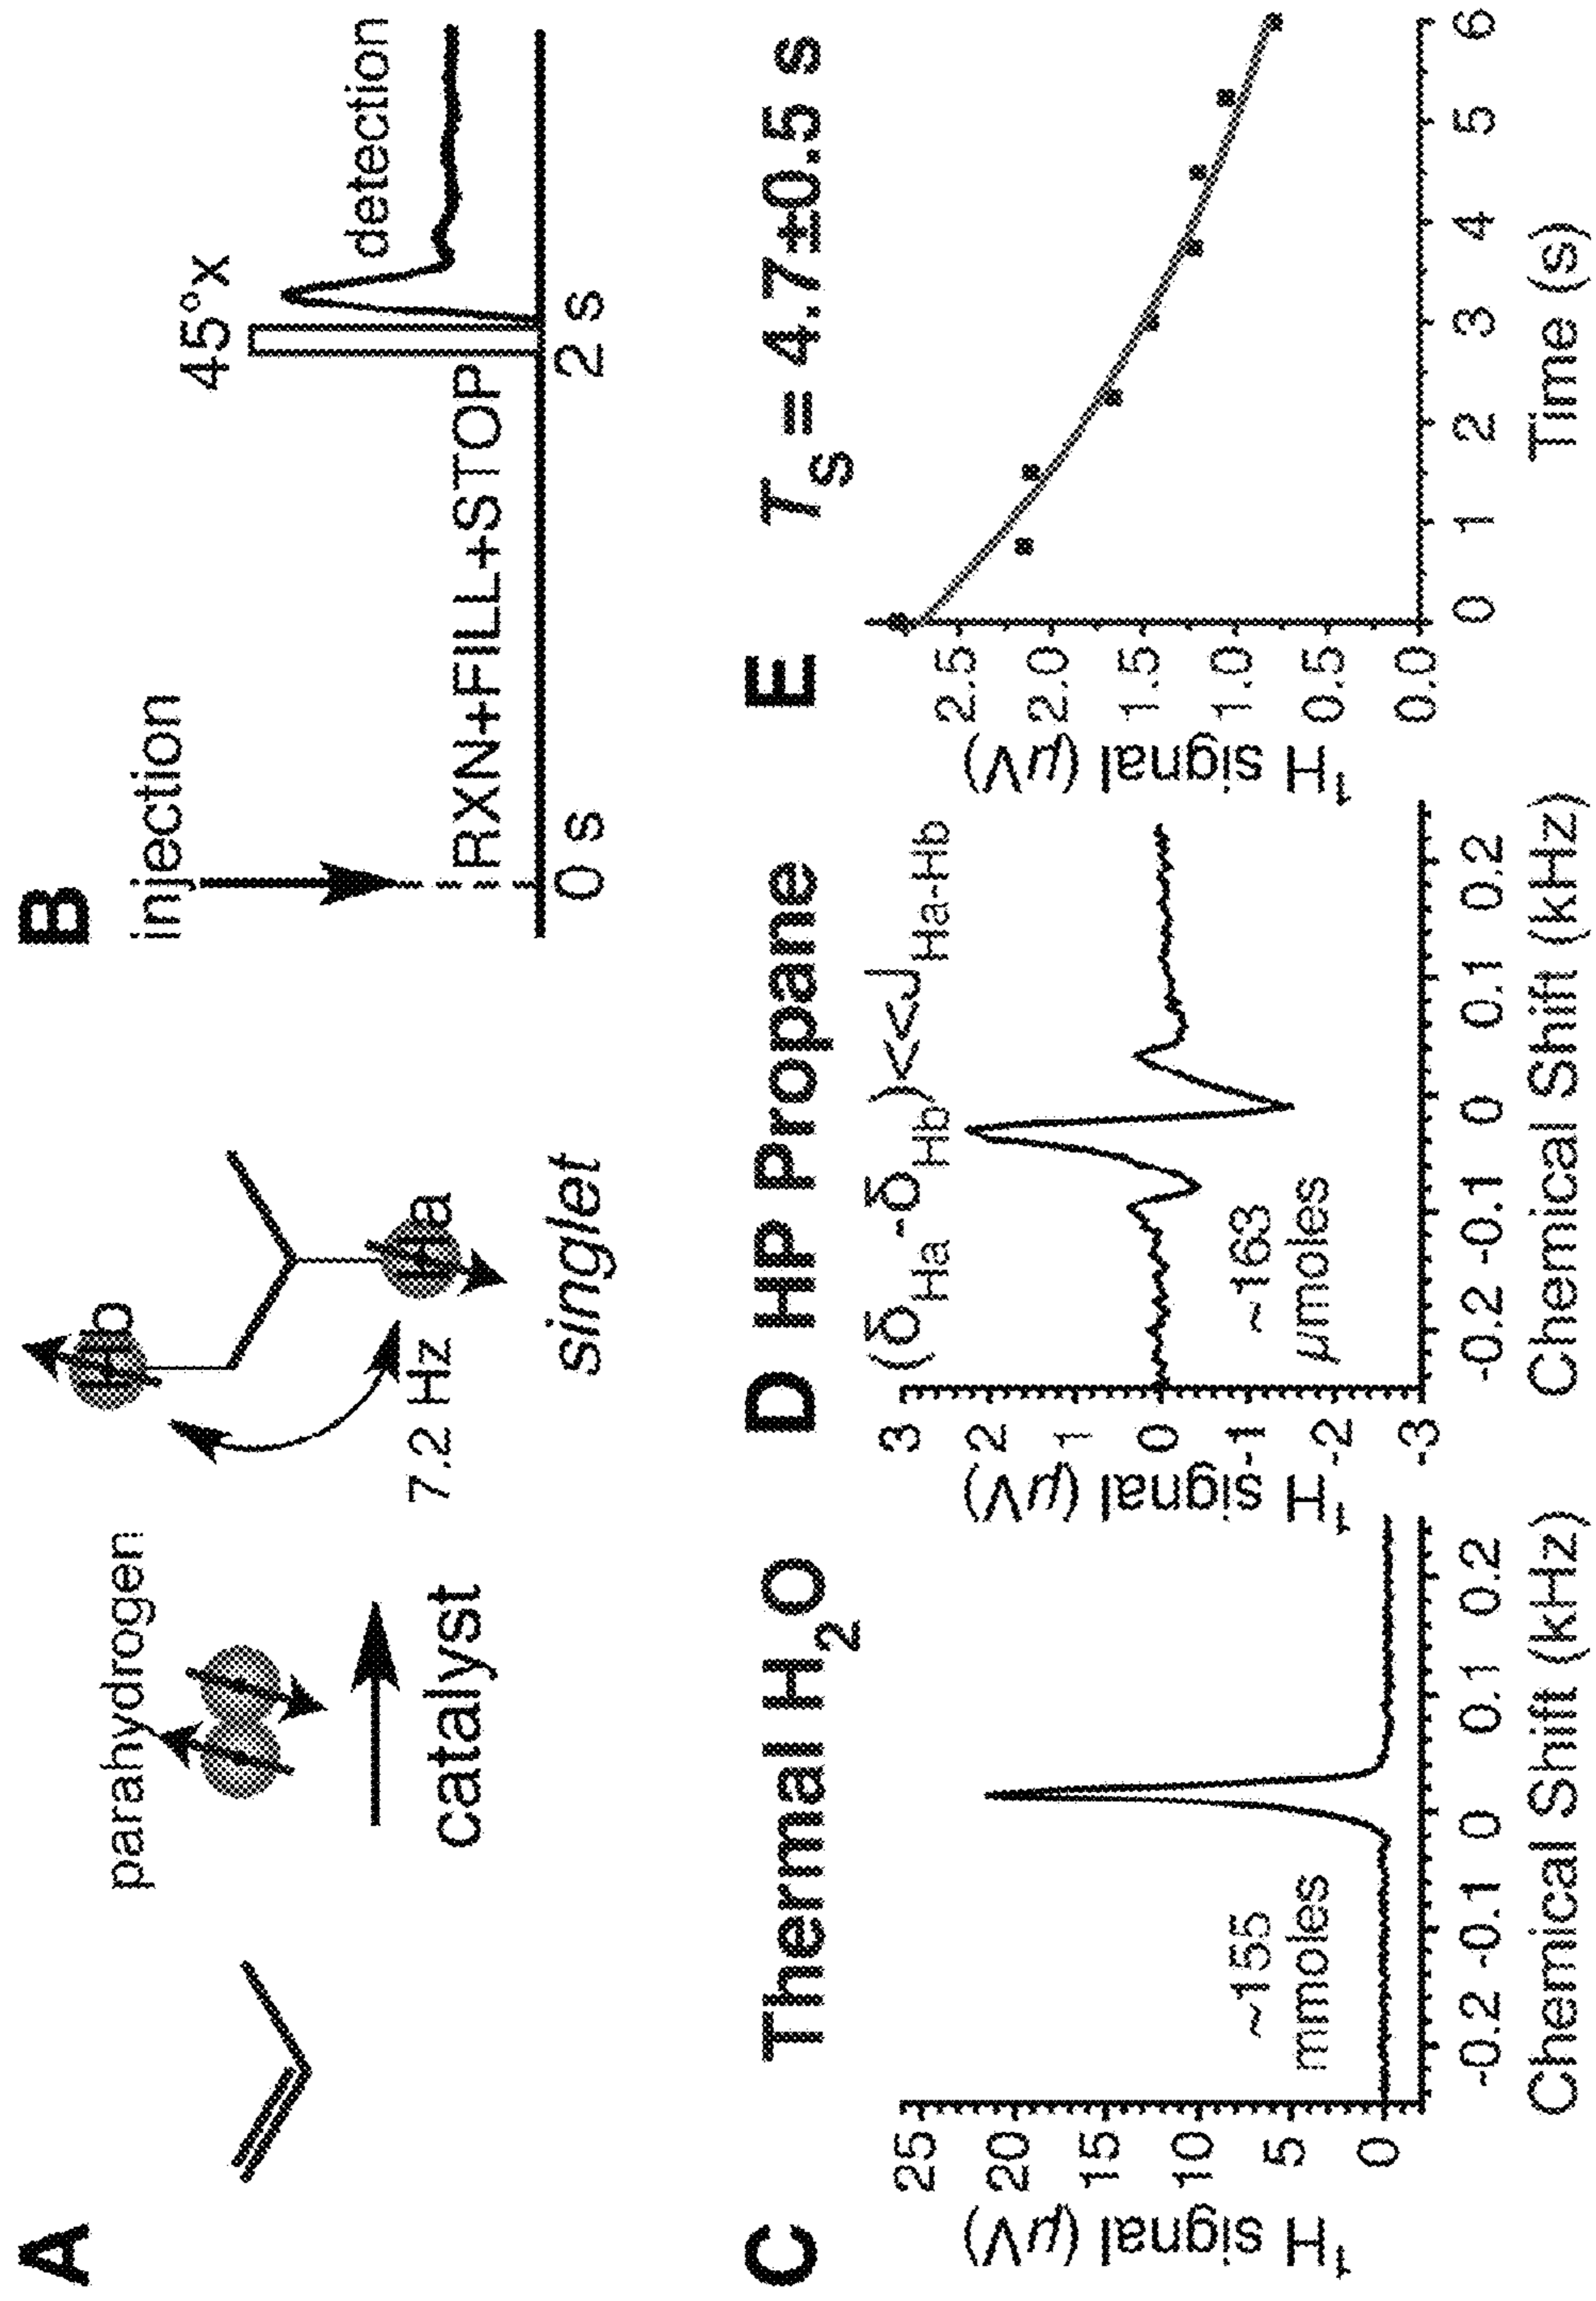 A
parahydrogen
catalyst
Hb
Ha
7.2 Hz
singlet
B
injection
RXN+FILL+STOP
45°x
detection
0 s
2 s
C
Thermal H2O
1H signal (µV)
25
20
15
10
5
0
~155
mmoles
-0.2 -0.1 0 0.1 0.2
Chemical Shift (kHz)
D
HP Propane
(δHa-δHb)<<JHa-Hb
1H signal (µV)
3
2
1
0
-1
-2
-3
~163
µmoles
-0.2 -0.1 0 0.1 0.2
Chemical Shift (kHz)
E
TS = 4.7±0.5 s
1H signal (µV)
2.5
2.0
1.5
1.0
0.5
0.0
0 1 2 3 4 5 6
Time (s)